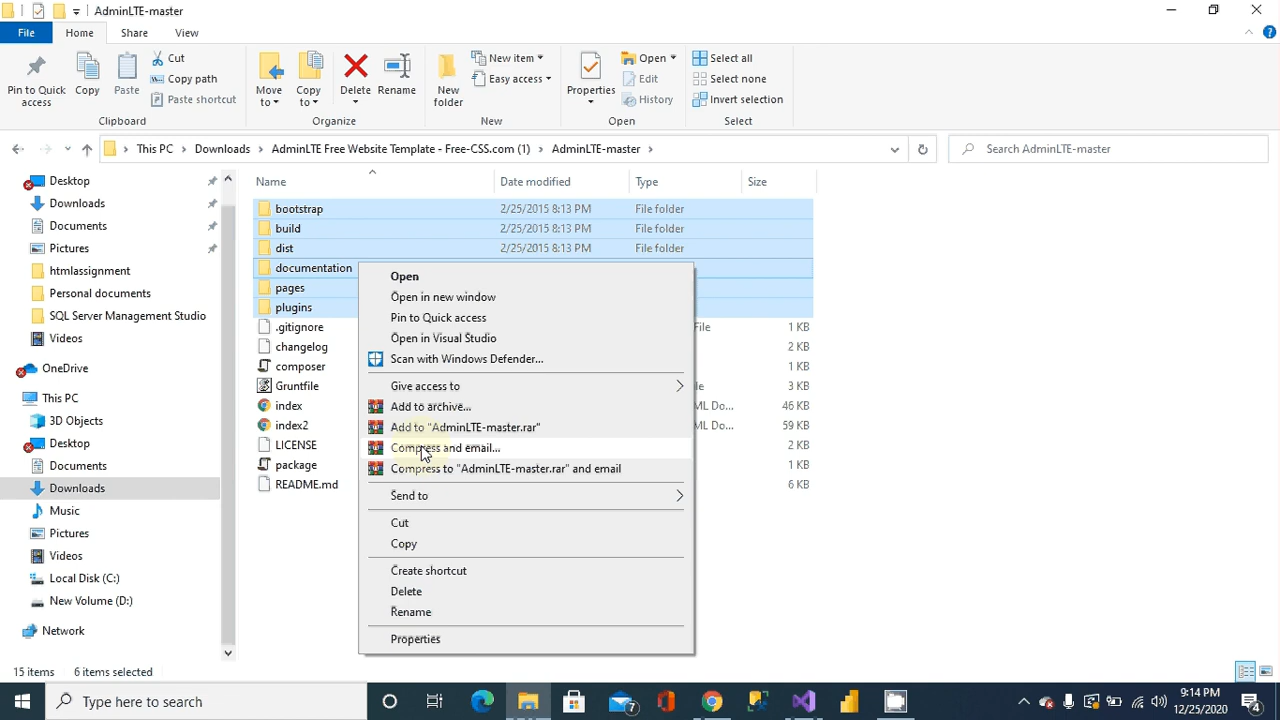 AdminLTE-master
File Home Share View
Pin to Quick access
Copy
Paste
Cut
Copy path
Paste shortcut
Clipboard
Move to
Copy to
Delete
Rename
Organize
New folder
New item
Easy access
New
Properties
Open
Edit
History
Open
Select all
Select none
Invert selection
Select
This PC Downloads AdminLTE Free Website Template - Free-CSS.com (1) AdminLTE-master
Search AdminLTE-master
Desktop
Downloads
Documents
Pictures
htmlassignment
Personal documents
SQL Server Management Studio
Videos
OneDrive
This PC
3D Objects
Desktop
Documents
Downloads
Music
Pictures
Videos
Local Disk (C:)
New Volume (D:)
Network
Name Date modified Type Size
bootstrap 2/25/2015 8:13 PM File folder
build 2/25/2015 8:13 PM File folder
dist 2/25/2015 8:13 PM File folder
documentation
pages
plugins
.gitignore File 1 KB
changelog 2 KB
composer 1 KB
Gruntfile le 3 KB
index ML Do... 46 KB
index2 ML Do... 59 KB
LICENSE 2 KB
package 1 KB
README.md 6 KB
Open
Open in new window
Pin to Quick access
Open in Visual Studio
Scan with Windows Defender...
Give access to
Add to archive...
Add to "AdminLTE-master.rar"
Compress and email...
Compress to "AdminLTE-master.rar" and email
Send to
Cut
Copy
Create shortcut
Delete
Rename
Properties
15 items 6 items selected
Type here to search
7
9:14 PM
12/25/2020
4